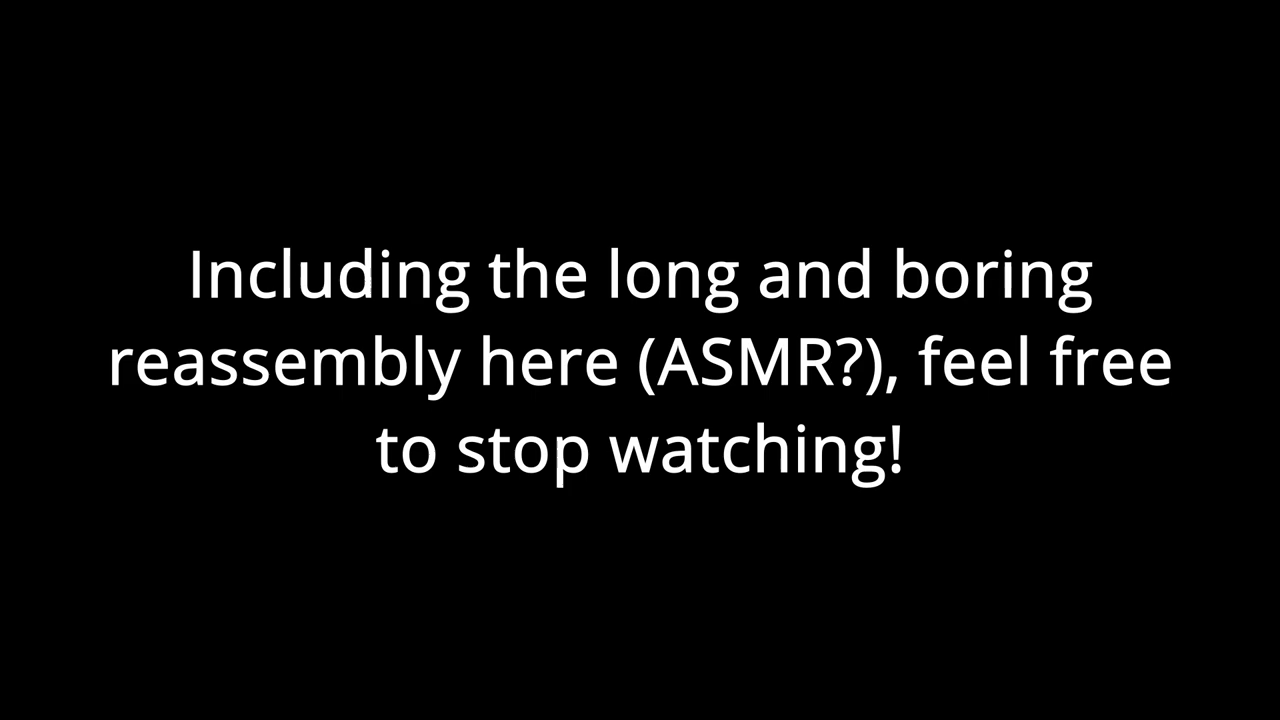 Including the long and boring
reassembly here (ASMR?), feel free
to stop watching!